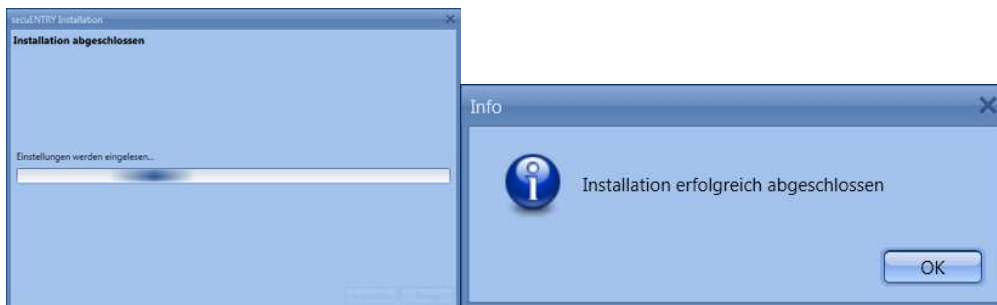 secuENTRY Installation
Installation abgeschlossen
Einstellungen werden eingelesen...
Info
Installation erfolgreich abgeschlossen
OK